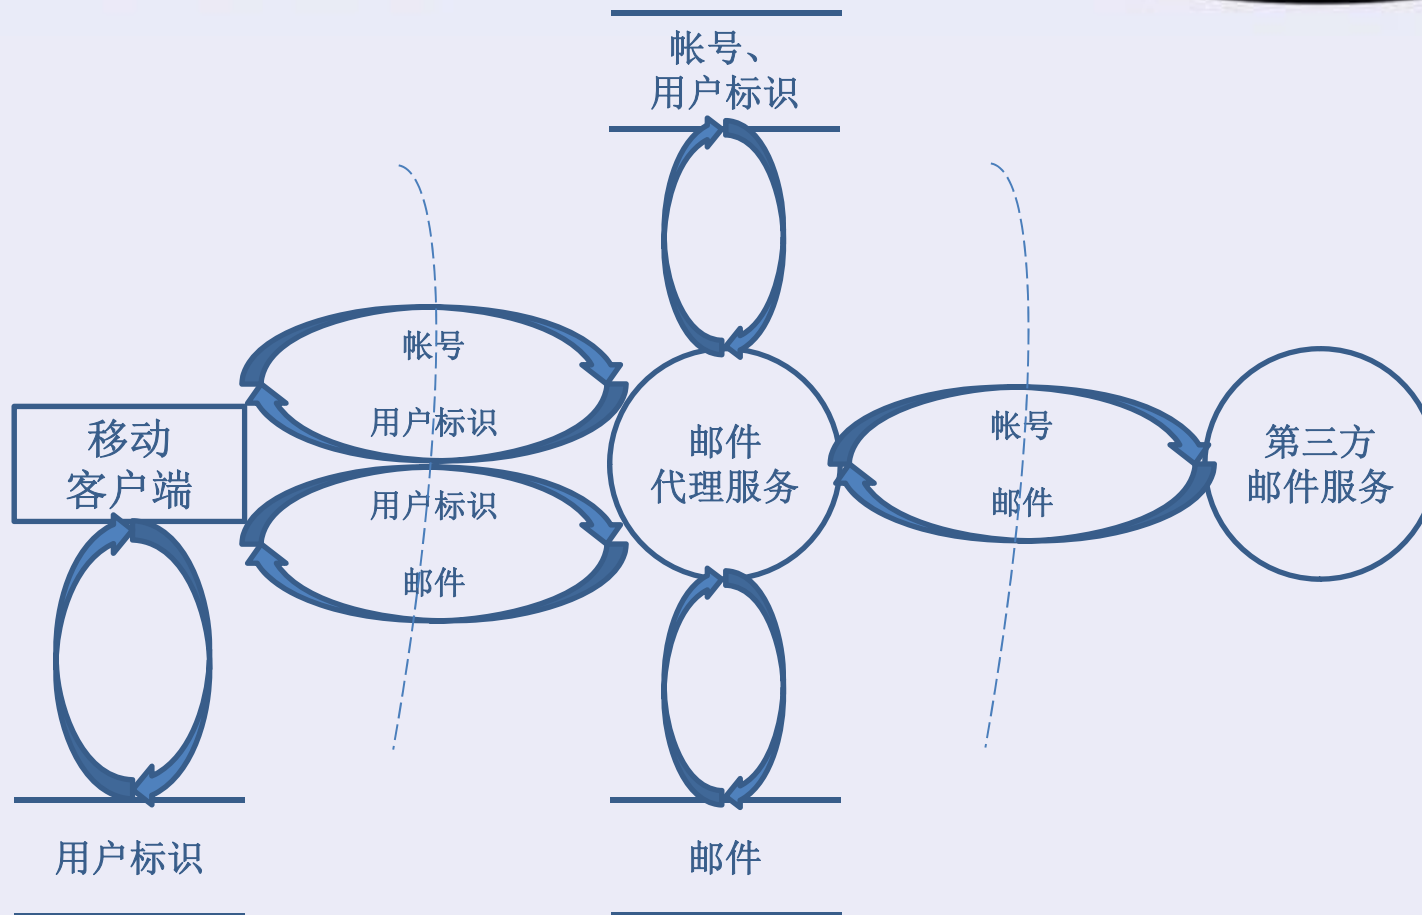 帐号、
用户标识
帐号
用户标识
移动
客户端
用户标识
邮件
邮件
代理服务
帐号
邮件
第三方
邮件服务
用户标识
邮件